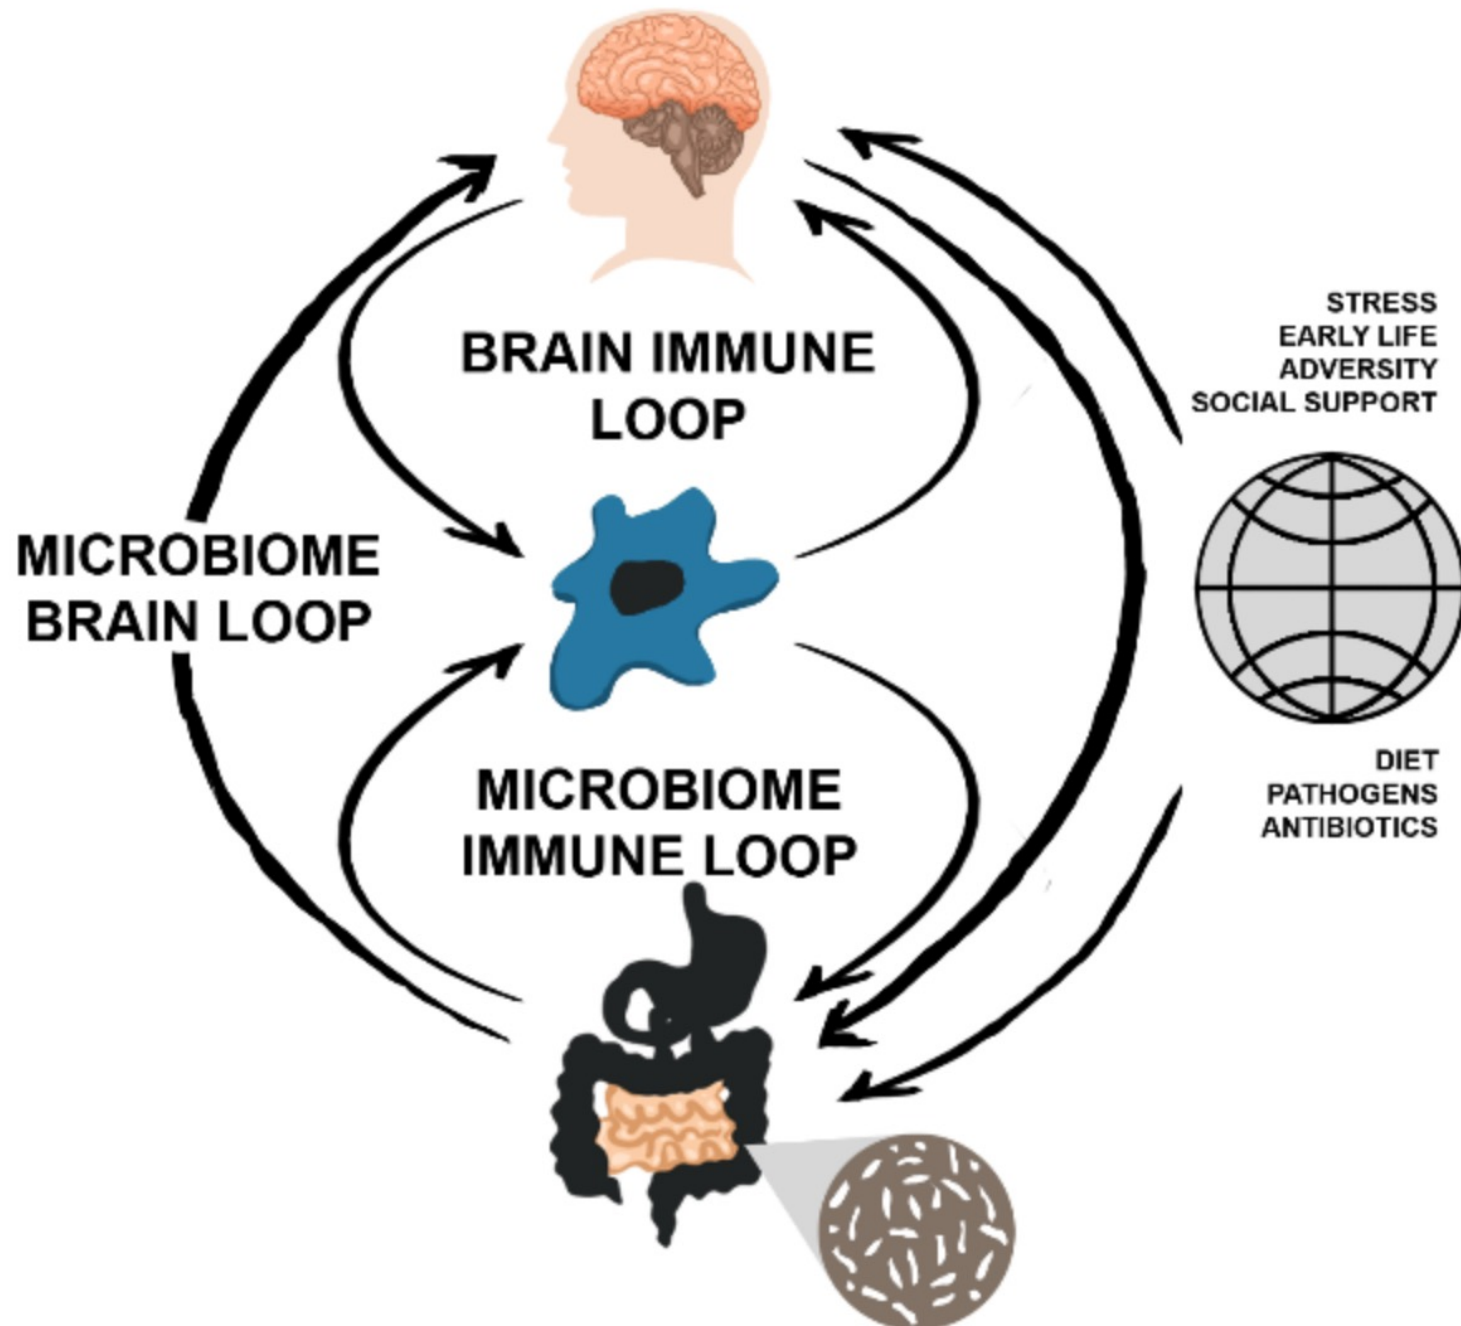 BRAIN IMMUNE
LOOP
STRESS
EARLY LIFE
ADVERSITY
SOCIAL SUPPORT
MICROBIOME
BRAIN LOOP
MICROBIOME
IMMUNE LOOP
DIET
PATHOGENS
ANTIBIOTICS